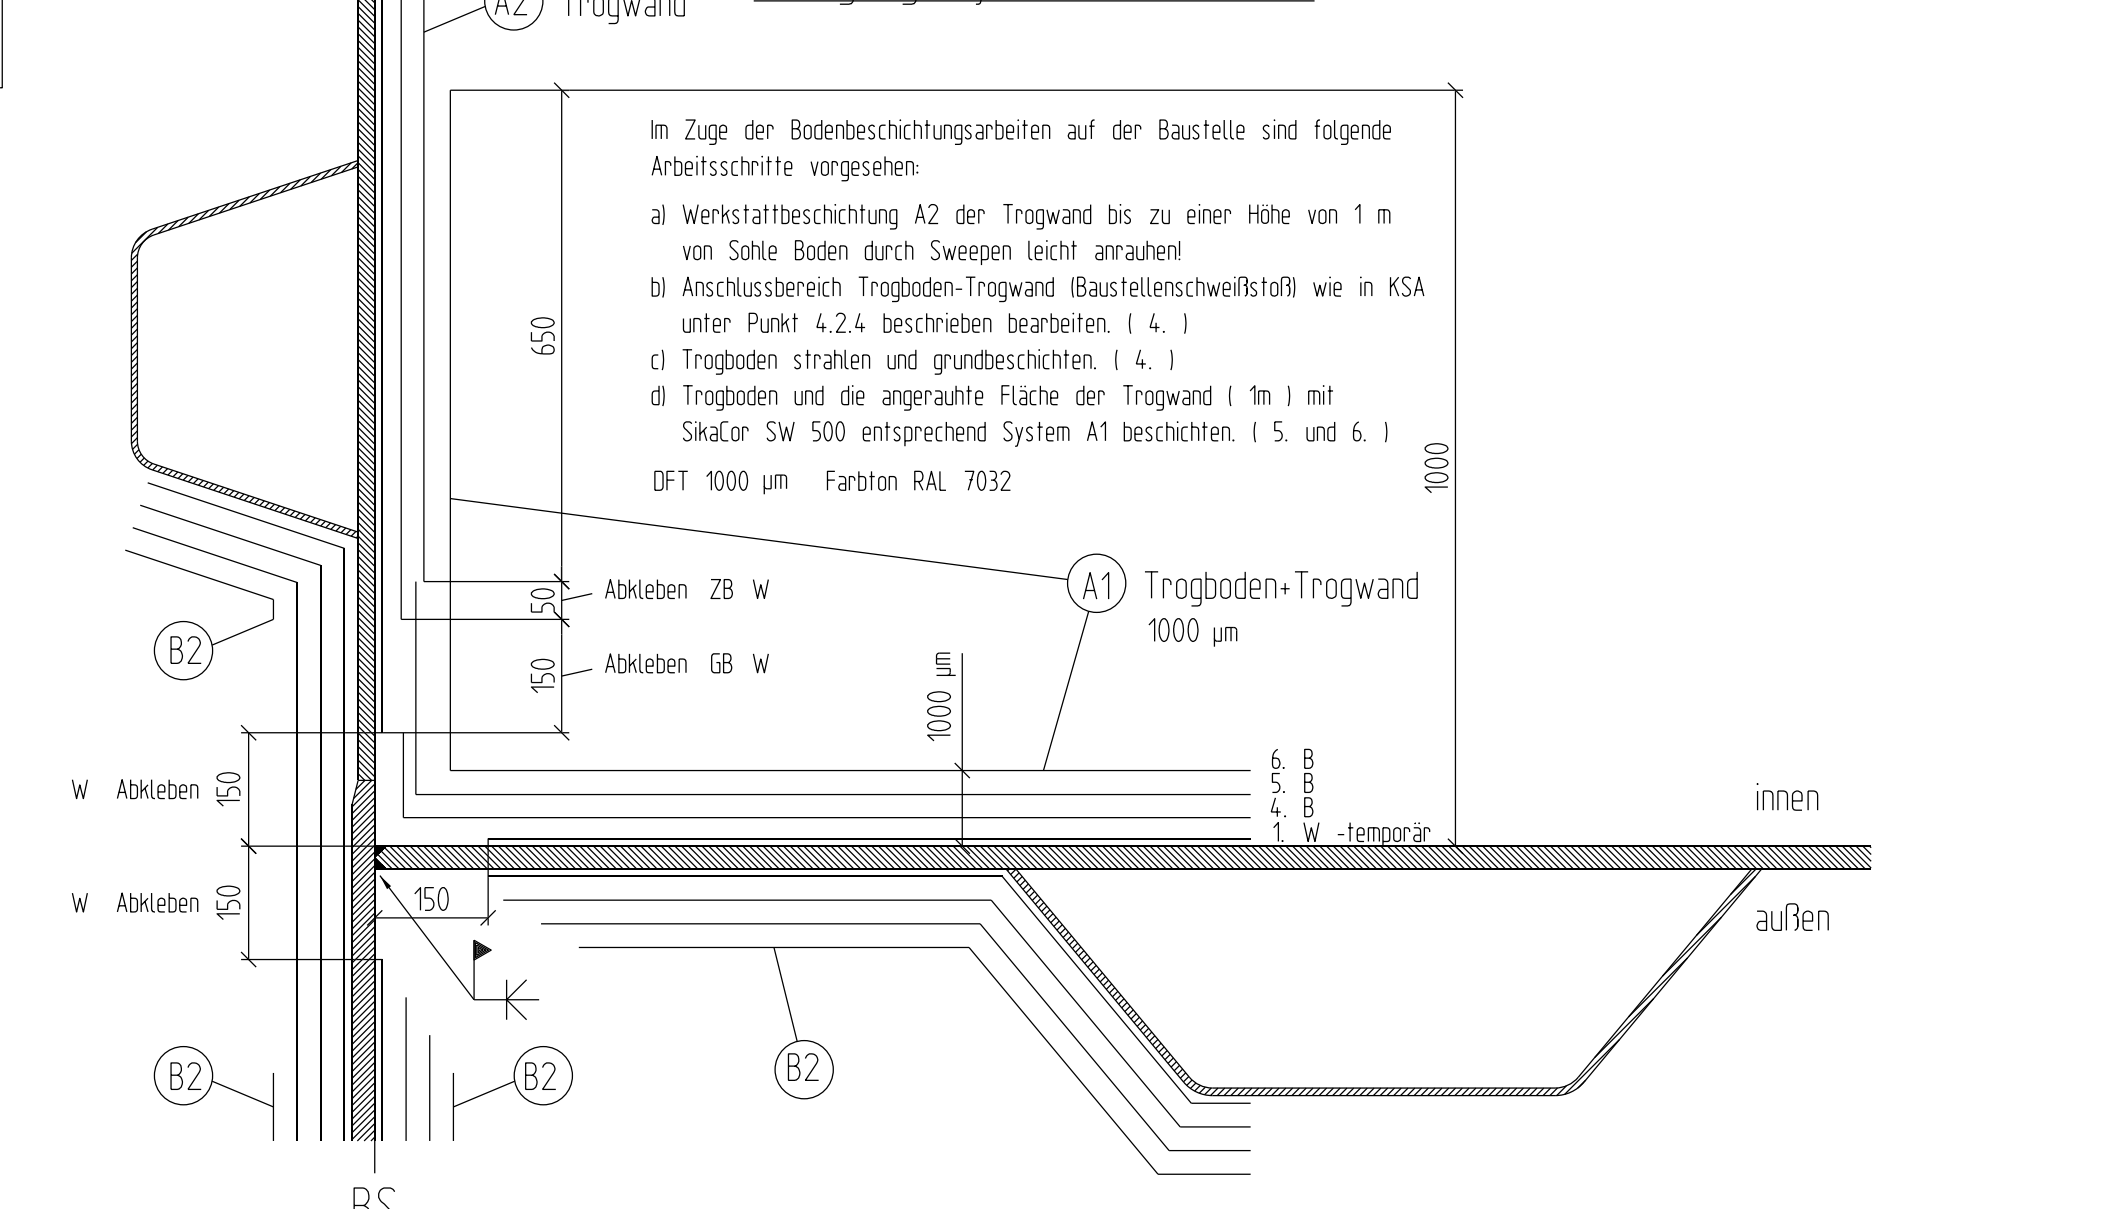 A2 Trogwand
Im Zuge der Bodenbeschichtungsarbeiten auf der Baustelle sind folgende
Arbeitsschritte vorgesehen:
a) Werkstattbeschichtung A2 der Trogwand bis zu einer Höhe von 1 m
von Sohle Boden durch Sweepen leicht anrauhen!
b) Anschlussbereich Trogboden-Trogwand (Baustellenschweißstoß) wie in KSA
unter Punkt 4.2.4 beschrieben bearbeiten. ( 4. )
c) Trogboden strahlen und grundbeschichten. ( 4. )
d) Trogboden und die angerauhte Fläche der Trogwand ( 1m ) mit
SikaCor SW 500 entsprechend System A1 beschichten. ( 5. und 6. )
DFT 1000 µm Farbton RAL 7032
650
1000
A1 Trogboden+Trogwand
1000 µm
50 Abkleben ZB W
150 Abkleben GB W
B2
1000 µm
6. B
5. B
4. B
1. W -temporär
W Abkleben 150
innen
W Abkleben 150
150
außen
B2
B2
B2
BS